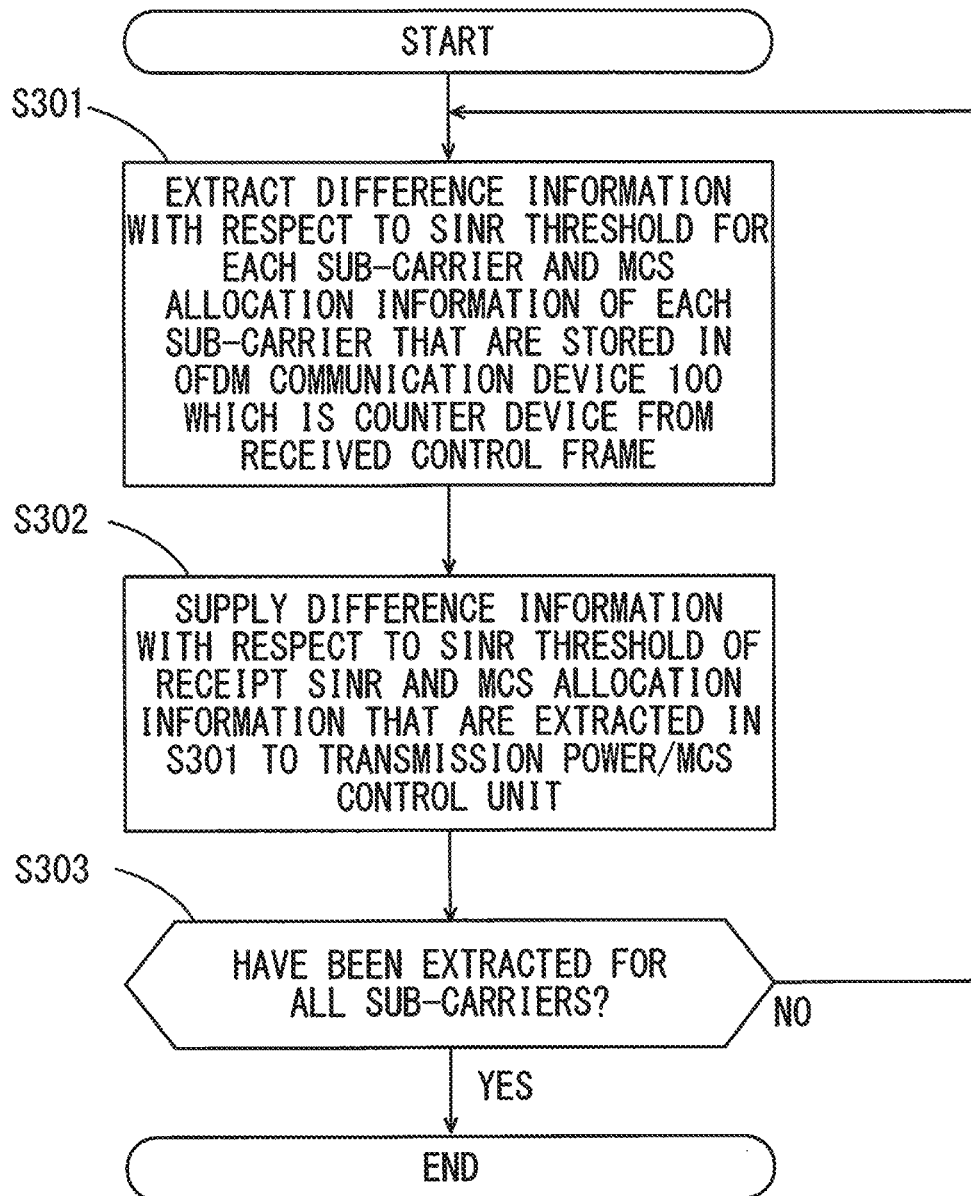 START
S301
EXTRACT DIFFERENCE INFORMATION
WITH RESPECT TO SINR THRESHOLD FOR
EACH SUB-CARRIER AND MCS
ALLOCATION INFORMATION OF EACH
SUB-CARRIER THAT ARE STORED IN
OFDM COMMUNICATION DEVICE 100
WHICH IS COUNTER DEVICE FROM
RECEIVED CONTROL FRAME
S302
SUPPLY DIFFERENCE INFORMATION
WITH RESPECT TO SINR THRESHOLD OF
RECEIPT SINR AND MCS ALLOCATION
INFORMATION THAT ARE EXTRACTED IN
S301 TO TRANSMISSION POWER/MCS
CONTROL UNIT
S303
HAVE BEEN EXTRACTED FOR
ALL SUB-CARRIERS?
NO
YES
END